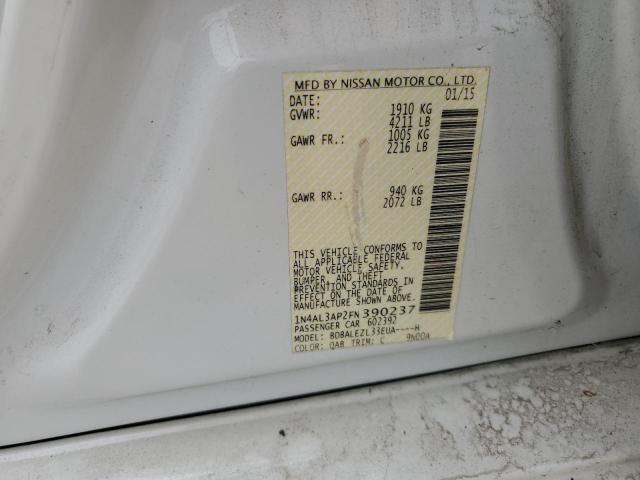 MFD BY NISSAN MOTOR CO., LTD.
DATE: 01/15
GVWR: 1910 KG
4211 LB
GAWR FR.: 1005 KG
2216 LB
GAWR RR.: 940 KG
2072 LB
THIS VEHICLE CONFORMS TO
ALL APPLICABLE FEDERAL
MOTOR VEHICLE SAFETY,
BUMPER, AND THEFT
PREVENTION STANDARDS IN
EFFECT ON THE DATE OF
MANUFACTURE SHOWN ABOVE.
1N4AL3AP2FN390237
PASSENGER CAR 602392
MODEL: BDBALEZL33EUA----H
COLOR: QAB TRIM: C 9N00A